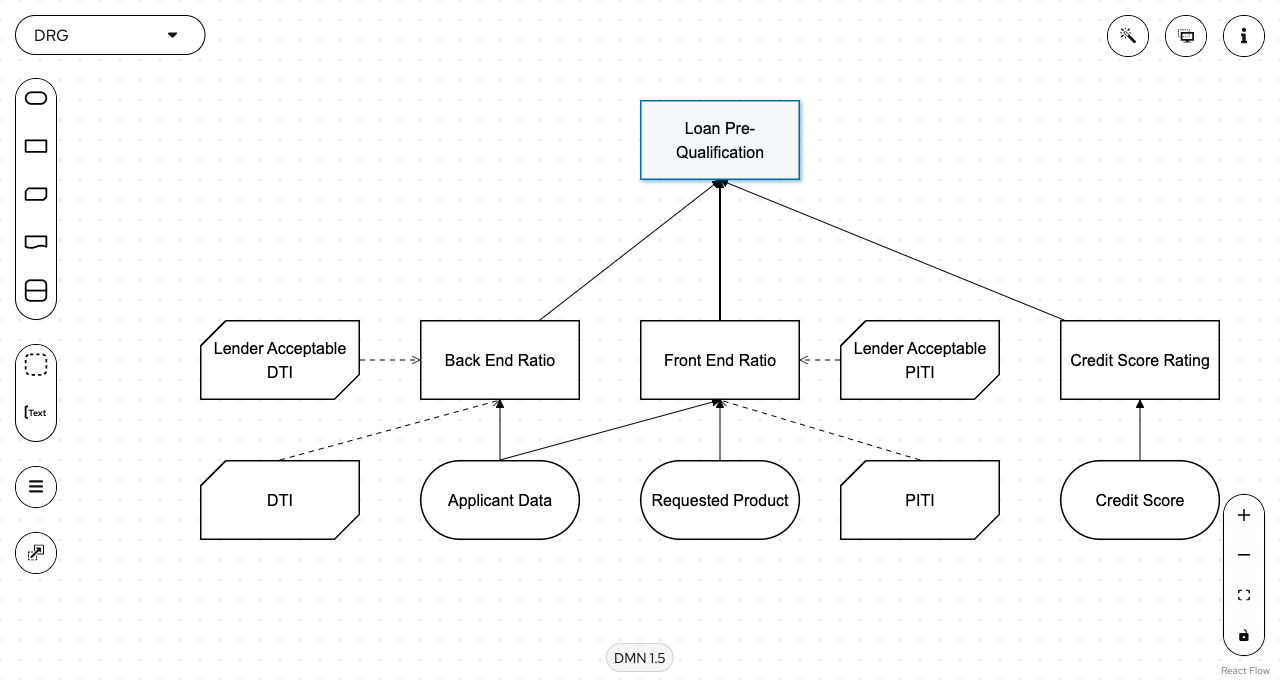 DRG
Loan Pre-
Qualification
Lender Acceptable
DTI
Back End Ratio
Front End Ratio
Lender Acceptable
PITI
Credit Score Rating
Text
DTI
Applicant Data
Requested Product
PITI
Credit Score
DMN 1.5
React Flow